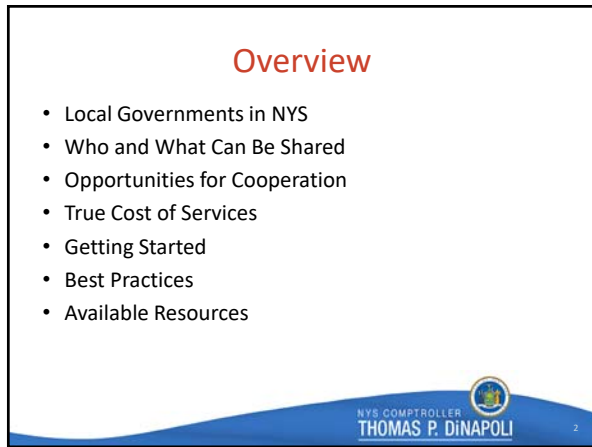 Overview
• Local Governments in NYS
• Who and What Can Be Shared
• Opportunities for Cooperation
• True Cost of Services
• Getting Started
• Best Practices
• Available Resources
NYS COMPTROLLER
THOMAS P. DiNAPOLI
2